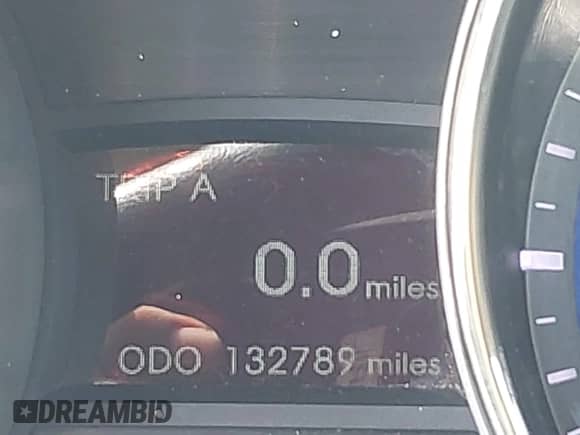 TRIP A
0.0 miles
ODO 132789 miles
DREAMBID